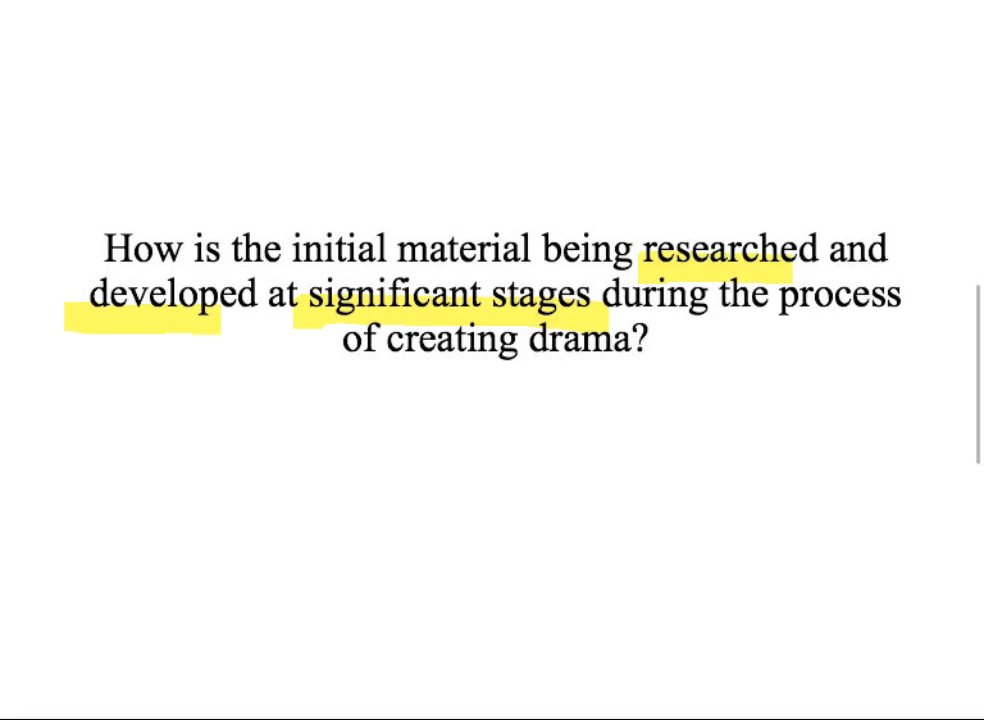 How is the initial material being researched and
developed at significant stages during the process
of creating drama?